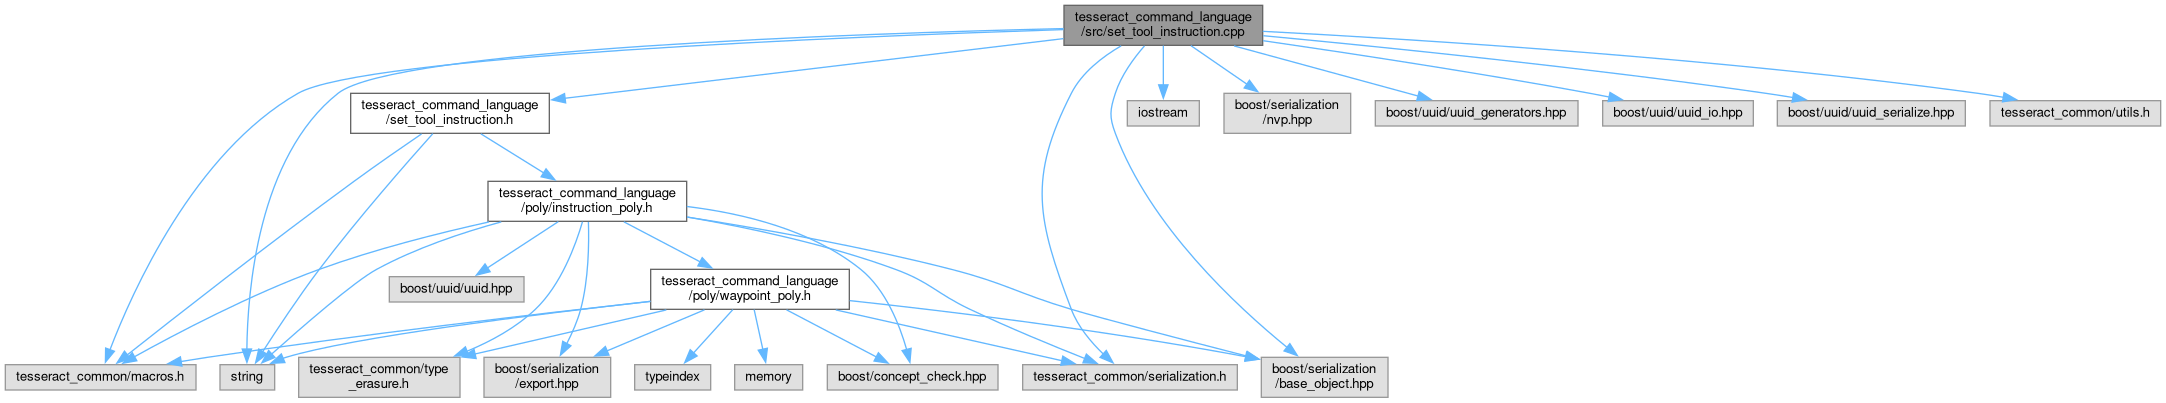 tesseract_command_language
/src/set_tool_instruction.cpp
tesseract_command_language
/set_tool_instruction.h
iostream
boost/serialization
/nvp.hpp
boost/uuid/uuid_generators.hpp
boost/uuid/uuid_io.hpp
boost/uuid/uuid_serialize.hpp
tesseract_common/utils.h
tesseract_command_language
/poly/instruction_poly.h
boost/uuid/uuid.hpp
tesseract_command_language
/poly/waypoint_poly.h
tesseract_common/macros.h
string
tesseract_common/type
_erasure.h
boost/serialization
/export.hpp
typeindex
memory
boost/concept_check.hpp
tesseract_common/serialization.h
boost/serialization
/base_object.hpp